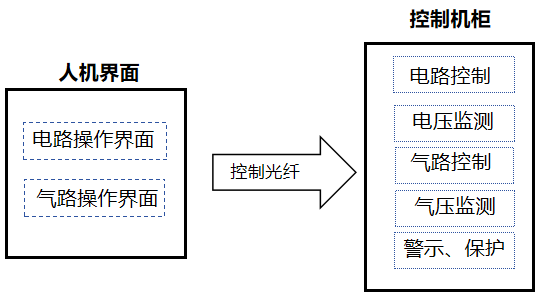 人机界面
电路操作界面
气路操作界面
控制光纤
控制机柜
电路控制
电压监测
气路控制
气压监测
警示、保护